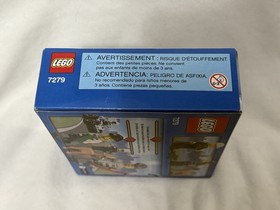 LEGO
7279
AVERTISSEMENT : RISQUE D'ÉTOUFFEMENT.
Contient des petites pièces. Ne convient
pas aux enfants de moins de 3 ans.
ADVERTENCIA: PELIGRO DE ASFIXIA
No recomendado para niños menores de
3 años. Contiene piezas pequeñas.
LEGO